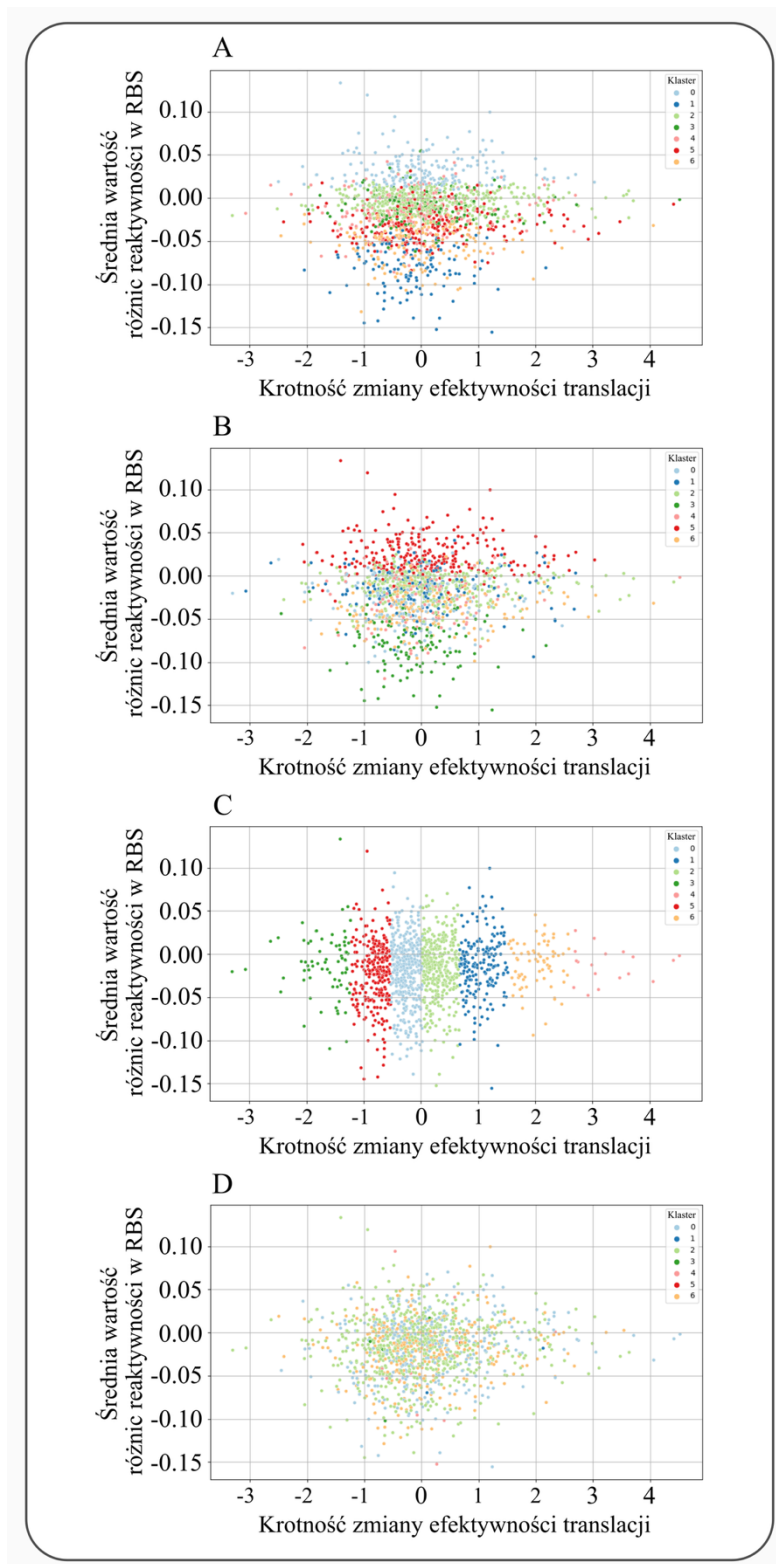 A
Średnia wartość
różnic reaktywności w RBS
0.10
0.05
0.00
-0.05
-0.10
-0.15
Klaster
0
1
2
3
4
5
6
-3 -2 -1 0 1 2 3 4
Krotność zmiany efektywności translacji
B
Średnia wartość
różnic reaktywności w RBS
0.10
0.05
0.00
-0.05
-0.10
-0.15
Klaster
0
1
2
3
4
5
6
-3 -2 -1 0 1 2 3 4
Krotność zmiany efektywności translacji
C
Średnia wartość
różnic reaktywności w RBS
0.10
0.05
0.00
-0.05
-0.10
-0.15
Klaster
0
1
2
3
4
5
6
-3 -2 -1 0 1 2 3 4
Krotność zmiany efektywności translacji
D
Średnia wartość
różnic reaktywności w RBS
0.10
0.05
0.00
-0.05
-0.10
-0.15
Klaster
0
1
2
3
4
5
6
-3 -2 -1 0 1 2 3 4
Krotność zmiany efektywności translacji